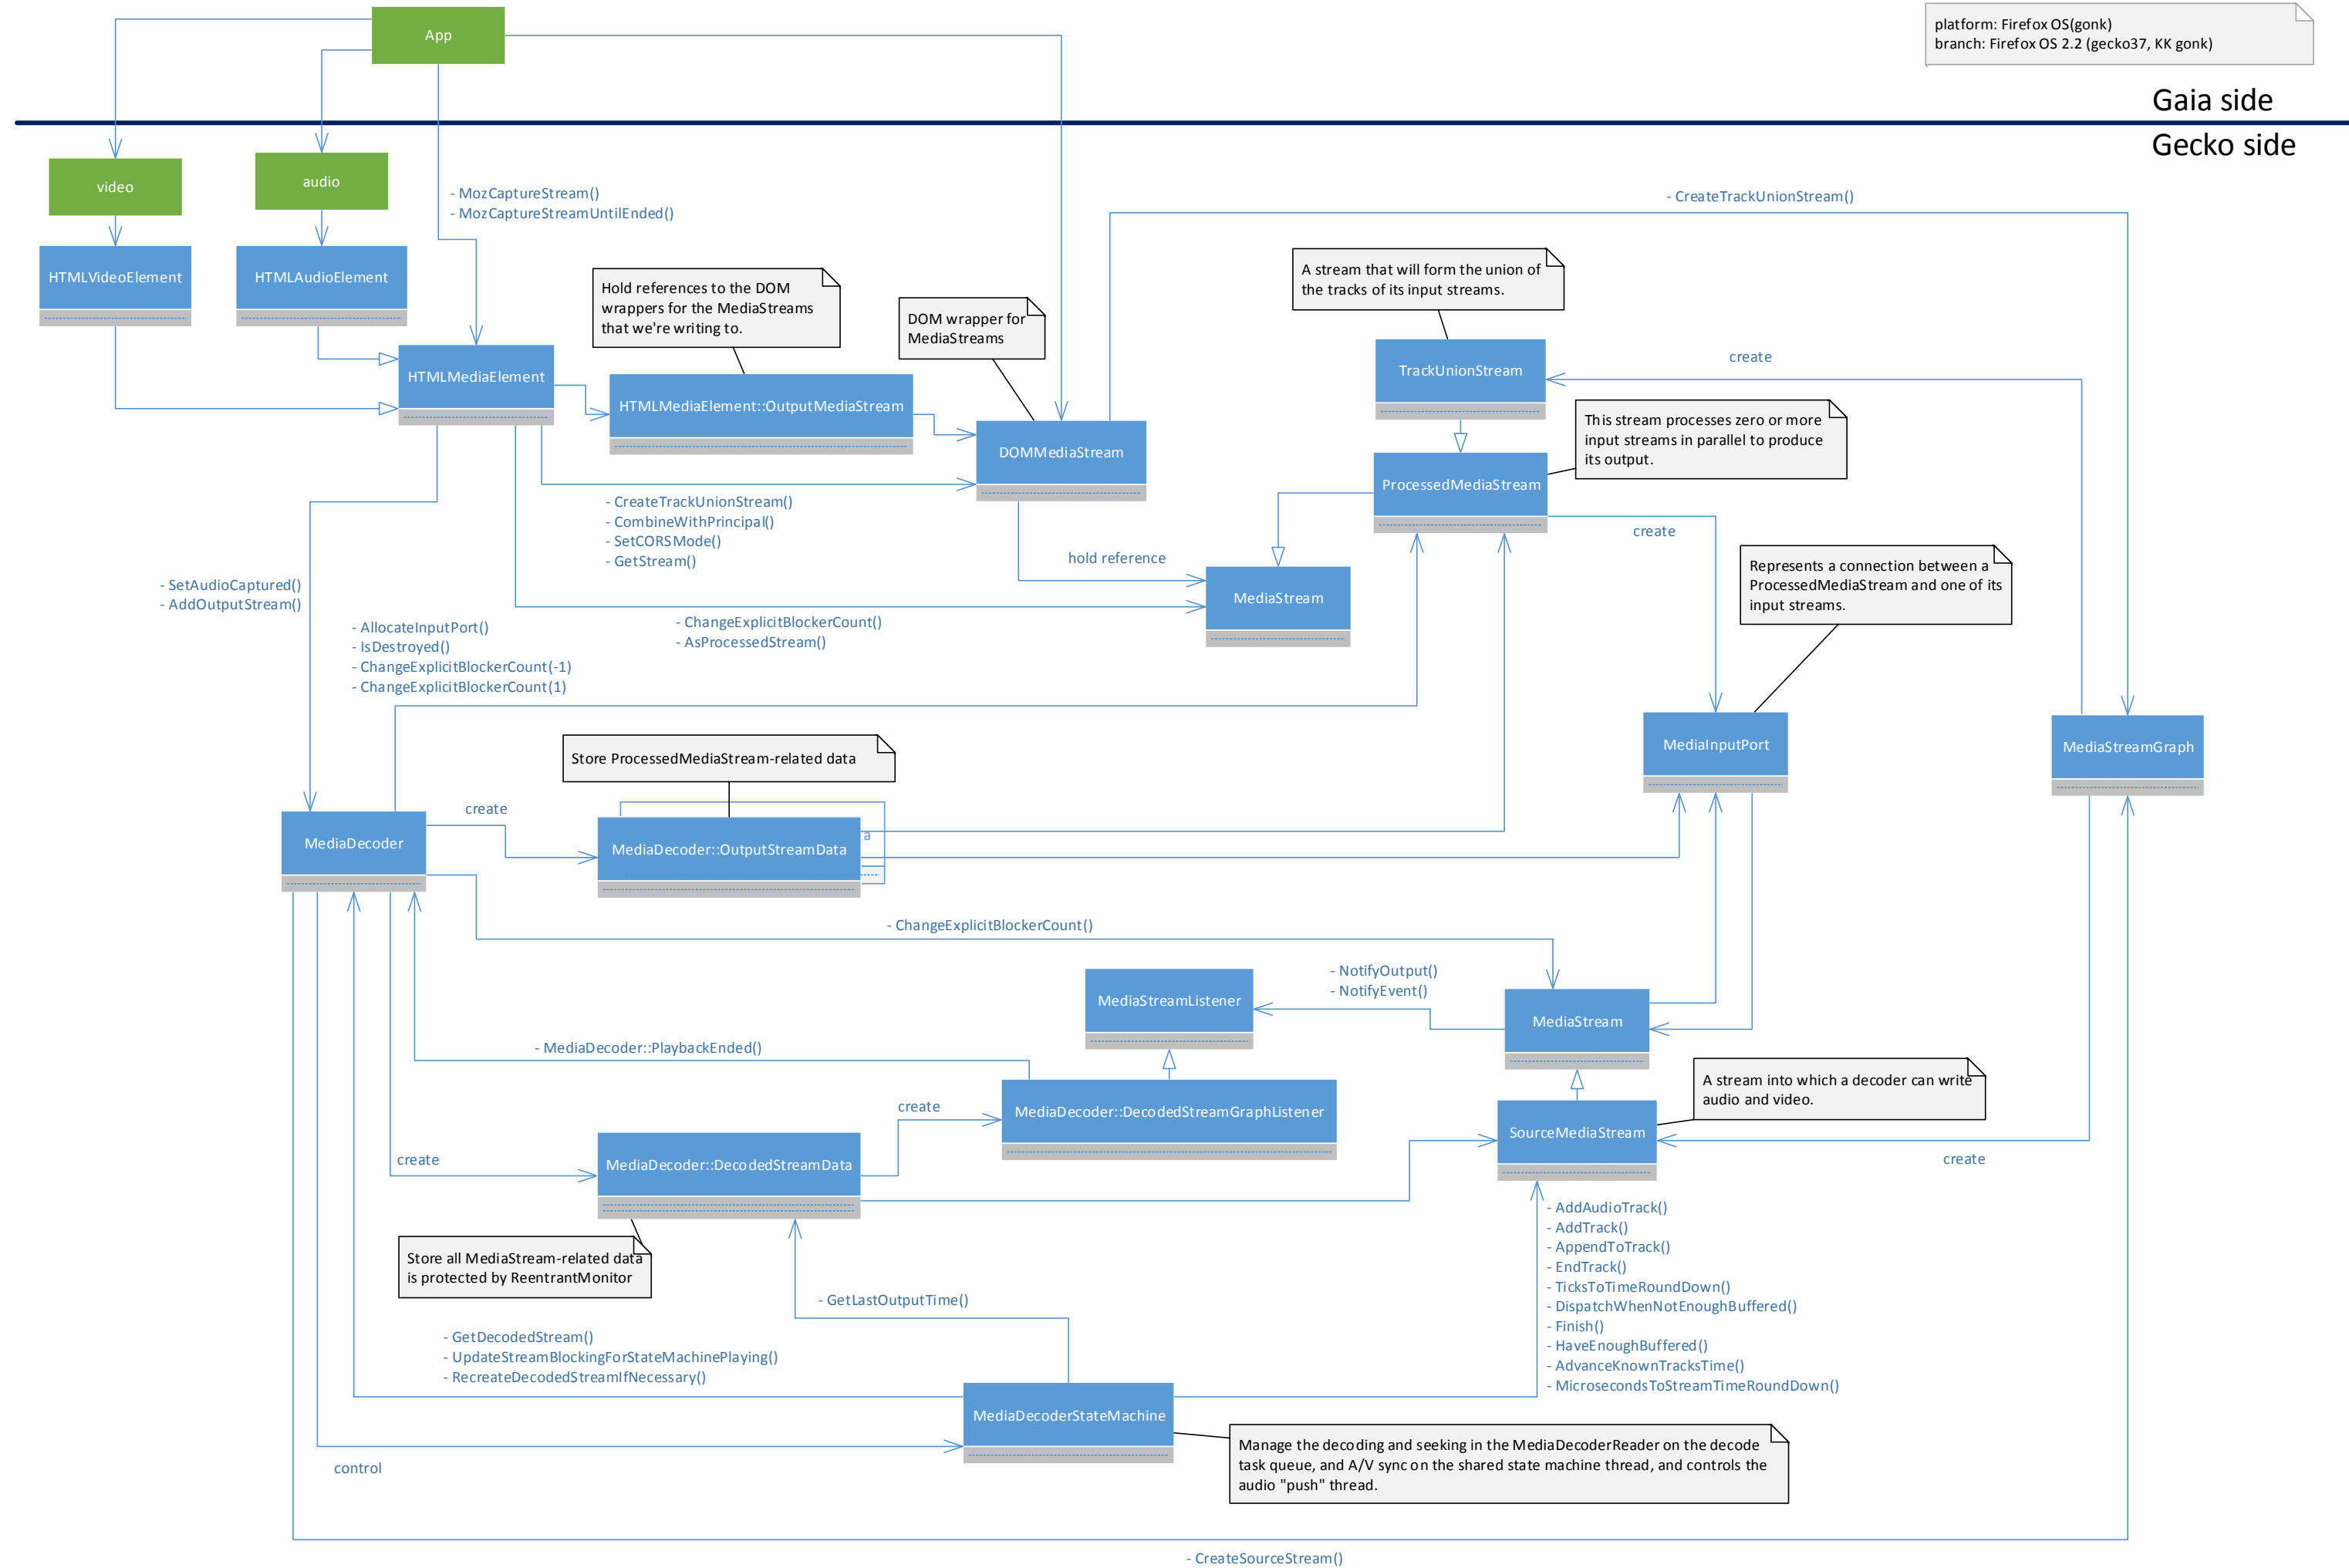 App
platform: Firefox OS(gonk)
branch: Firefox OS 2.2 (gecko37, KK gonk)
Gaia side
Gecko side
video
audio
- MozCaptureStream()
- MozCaptureStreamUntilEnded()
- CreateTrackUnionStream()
HTMLVideoElement
HTMLAudioElement
Hold references to the DOM
wrappers for the MediaStreams
that we're writing to.
DOM wrapper for
MediaStreams
A stream that will form the union of
the tracks of its input streams.
HTMLMediaElement
HTMLMediaElement::OutputMediaStream
DOMMediaStream
TrackUnionStream
create
This stream processes zero or more
input streams in parallel to produce
its output.
ProcessedMediaStream
create
- CreateTrackUnionStream()
- CombineWithPrincipal()
- SetCORSMode()
- GetStream()
hold reference
MediaStream
Represents a connection between a
ProcessedMediaStream and one of its
input streams.
- SetAudioCaptured()
- AddOutputStream()
- ChangeExplicitBlockerCount()
- AsProcessedStream()
- AllocateInputPort()
- IsDestroyed()
- ChangeExplicitBlockerCount(-1)
- ChangeExplicitBlockerCount(1)
MediaInputPort
MediaStreamGraph
Store ProcessedMediaStream-related data
MediaDecoder
create
MediaDecoder::OutputStreamData
a
- ChangeExplicitBlockerCount()
MediaStreamListener
- NotifyOutput()
- NotifyEvent()
MediaStream
- MediaDecoder::PlaybackEnded()
A stream into which a decoder can write
audio and video.
create
MediaDecoder::DecodedStreamGraphListener
SourceMediaStream
create
MediaDecoder::DecodedStreamData
create
Store all MediaStream-related data
is protected by ReentrantMonitor
- GetLastOutputTime()
- AddAudioTrack()
- AddTrack()
- AppendToTrack()
- EndTrack()
- TicksToTimeRoundDown()
- DispatchWhenNotEnoughBuffered()
- Finish()
- HaveEnoughBuffered()
- AdvanceKnownTracksTime()
- MicrosecondsToStreamTimeRoundDown()
- GetDecodedStream()
- UpdateStreamBlockingForStateMachinePlaying()
- RecreateDecodedStreamIfNecessary()
MediaDecoderStateMachine
control
Manage the decoding and seeking in the MediaDecoderReader on the decode
task queue, and A/V sync on the shared state machine thread, and controls the
audio "push" thread.
- CreateSourceStream()